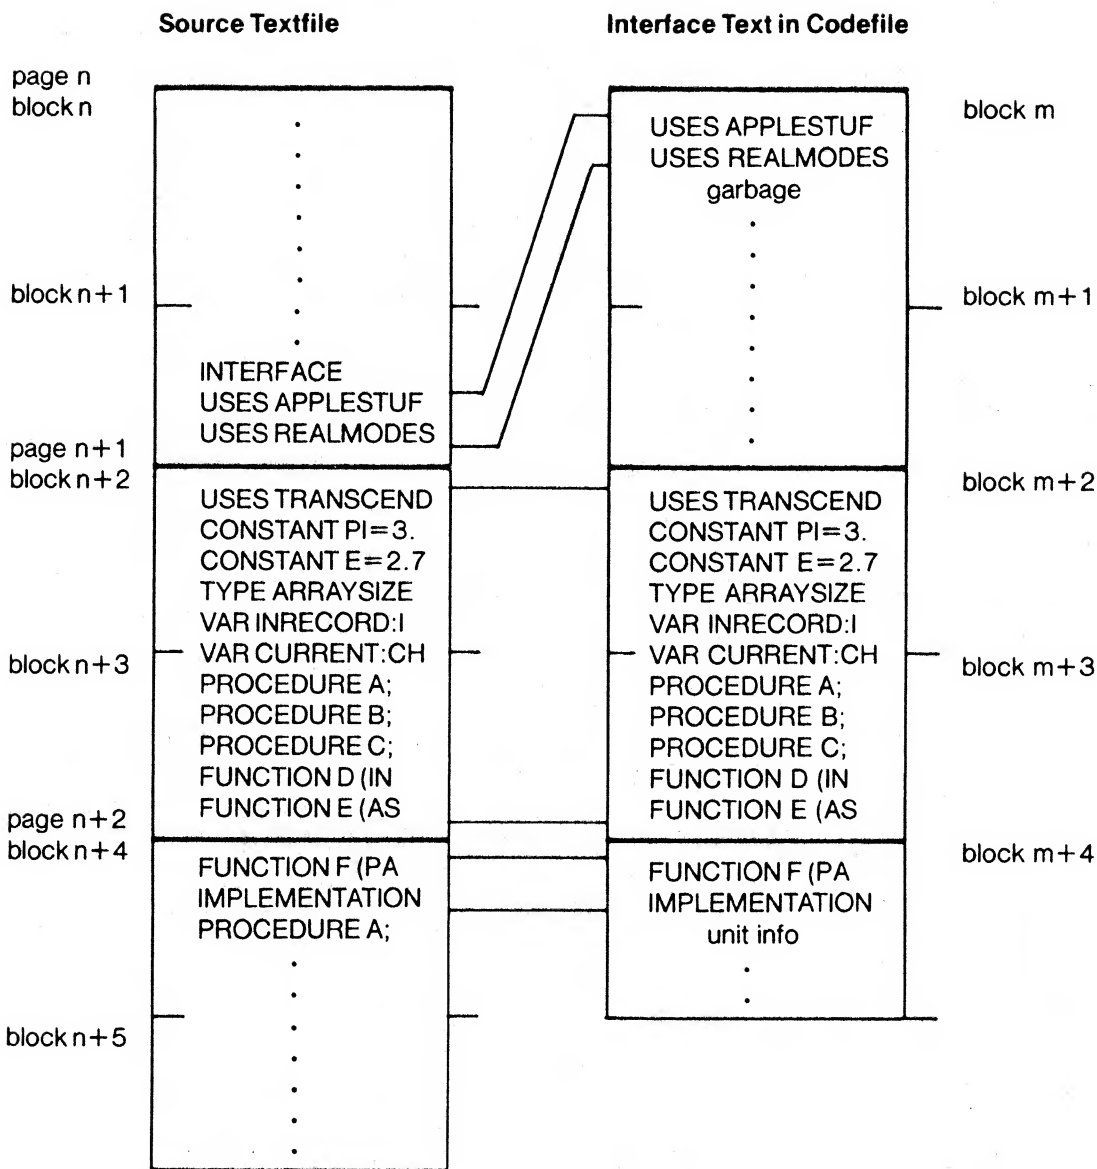 Source Textfile
Interface Text in Codefile
page n
block n
block n+1
INTERFACE
USES APPLESTUF
USES REALMODES
page n+1
block n+2
USES TRANSCEND
CONSTANT PI=3.
CONSTANT E=2.7
TYPE ARRAYSIZE
VAR INRECORD:I
VAR CURRENT:CH
block n+3
PROCEDURE A;
PROCEDURE B;
PROCEDURE C;
FUNCTION D (IN
FUNCTION E (AS
page n+2
block n+4
FUNCTION F (PA
IMPLEMENTATION
PROCEDURE A;
block n+5
USES APPLESTUF
USES REALMODES
garbage
block m
block m+1
block m+2
USES TRANSCEND
CONSTANT PI=3.
CONSTANT E=2.7
TYPE ARRAYSIZE
VAR INRECORD:I
VAR CURRENT:CH
block m+3
PROCEDURE A;
PROCEDURE B;
PROCEDURE C;
FUNCTION D (IN
FUNCTION E (AS
block m+4
FUNCTION F (PA
IMPLEMENTATION
unit info